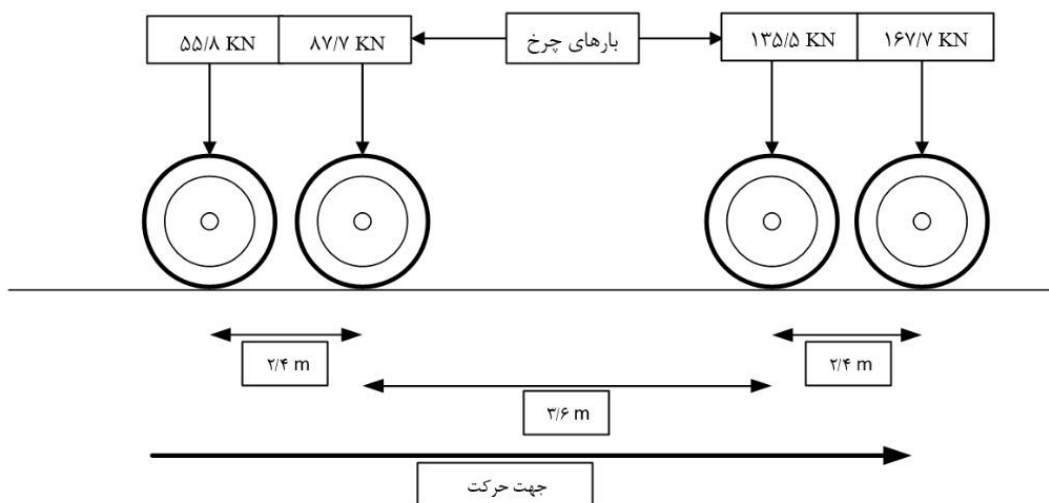 ۵۵/۸ KN
۸۷/۷ KN
بارهای چرخ
۱۳۵/۵ KN
۱۶۷/۷ KN
۲/۴ m
۲/۴ m
۳/۶ m
جهت حرکت